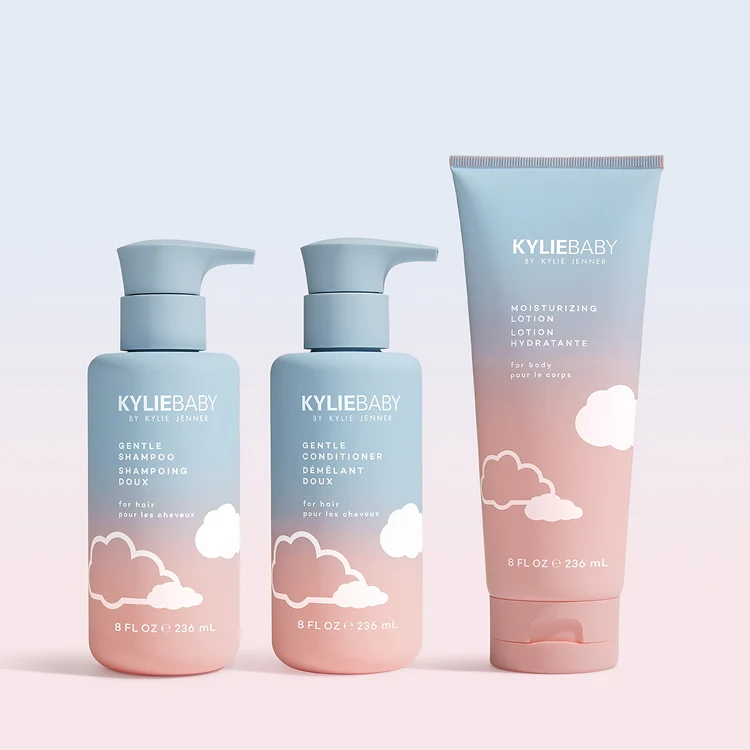 KYLIEBABY
BY KYLIE JENNER
GENTLE
SHAMPOO
SHAMPOING
DOUX
for hair
pour les cheveux
8 FL OZ ℮ 236 mL
KYLIEBABY
BY KYLIE JENNER
GENTLE
CONDITIONER
DÉMÊLANT
DOUX
for hair
pour les cheveux
8 FL OZ ℮ 236 mL
KYLIEBABY
BY KYLIE JENNER
MOISTURIZING
LOTION
LOTION
HYDRATANTE
for body
pour le corps
8 FL OZ ℮ 236 mL